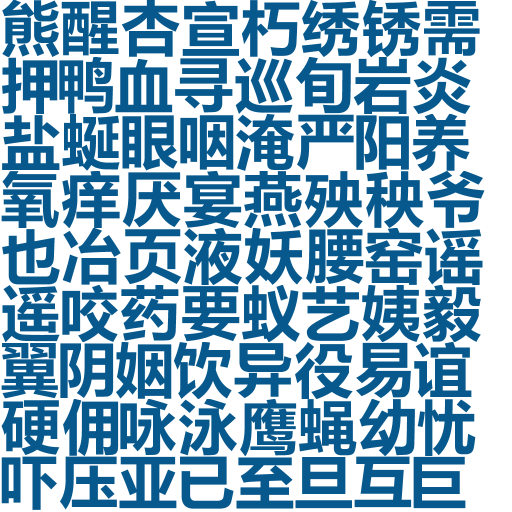 熊醒杏宣朽绣锈需
押鸭血寻巡旬岩炎
盐蜒眼咽淹严阳养
氧痒厌宴燕殃秧爷
也冶页液妖腰窑谣
遥咬药要蚁艺姨毅
翼阴姻饮异役易谊
硬佣咏泳鹰蝇幼忧
吓压亚已至旦互巨